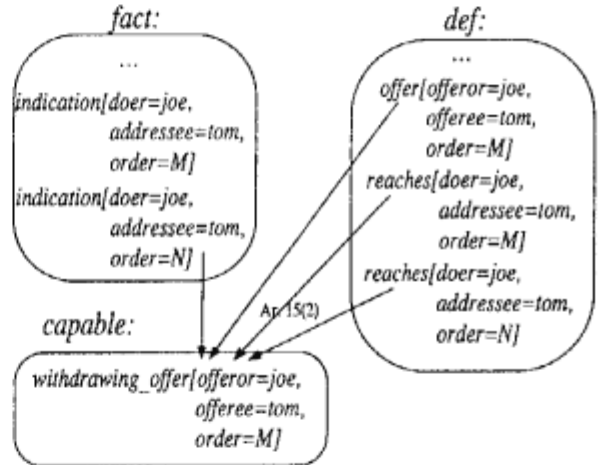 fact:
...
indication[doer=joe,
addressee=tom,
order=M]
indication[doer=joe,
addressee=tom,
order=N]
def:
...
offer[offeror=joe,
offeree=tom,
order=M]
reaches[doer=joe,
addressee=tom,
order=M]
reaches[doer=joe,
addressee=tom,
order=N]
Ar. 15(2)
capable:
withdrawing_offer[offeror=joe,
offeree=tom,
order=M]